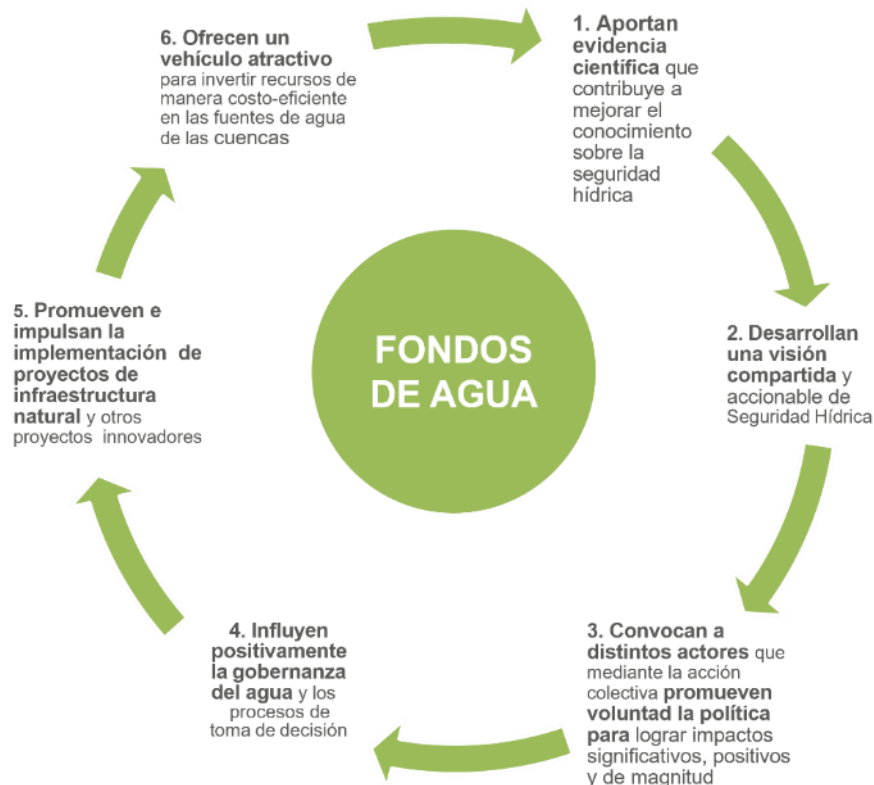 FONDOS
DE AGUA
1. Aportan
evidencia
científica que
contribuye a
mejorar el
conocimiento
sobre la
seguridad
hídrica
2. Desarrollan
una visión
compartida y
accionable de
Seguridad Hídrica
3. Convocan a
distintos actores que
mediante la acción
colectiva promueven
voluntad la política
para lograr impactos
significativos, positivos
y de magnitud
4. Influyen
positivamente
la gobernanza
del agua y los
procesos de
toma de decisión
5. Promueven e
impulsan la
implementación de
proyectos de
infraestructura
natural y otros
proyectos innovadores
6. Ofrecen un
vehículo atractivo
para invertir recursos de
manera costo-eficiente
en las fuentes de agua
de las cuencas